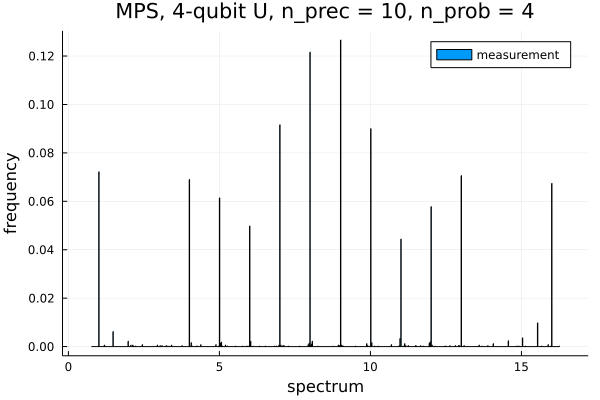 MPS, 4-qubit U, n_prec = 10, n_prob = 4
measurement
frequency
0.12
0.10
0.08
0.06
0.04
0.02
0.00
0 5 10 15
spectrum